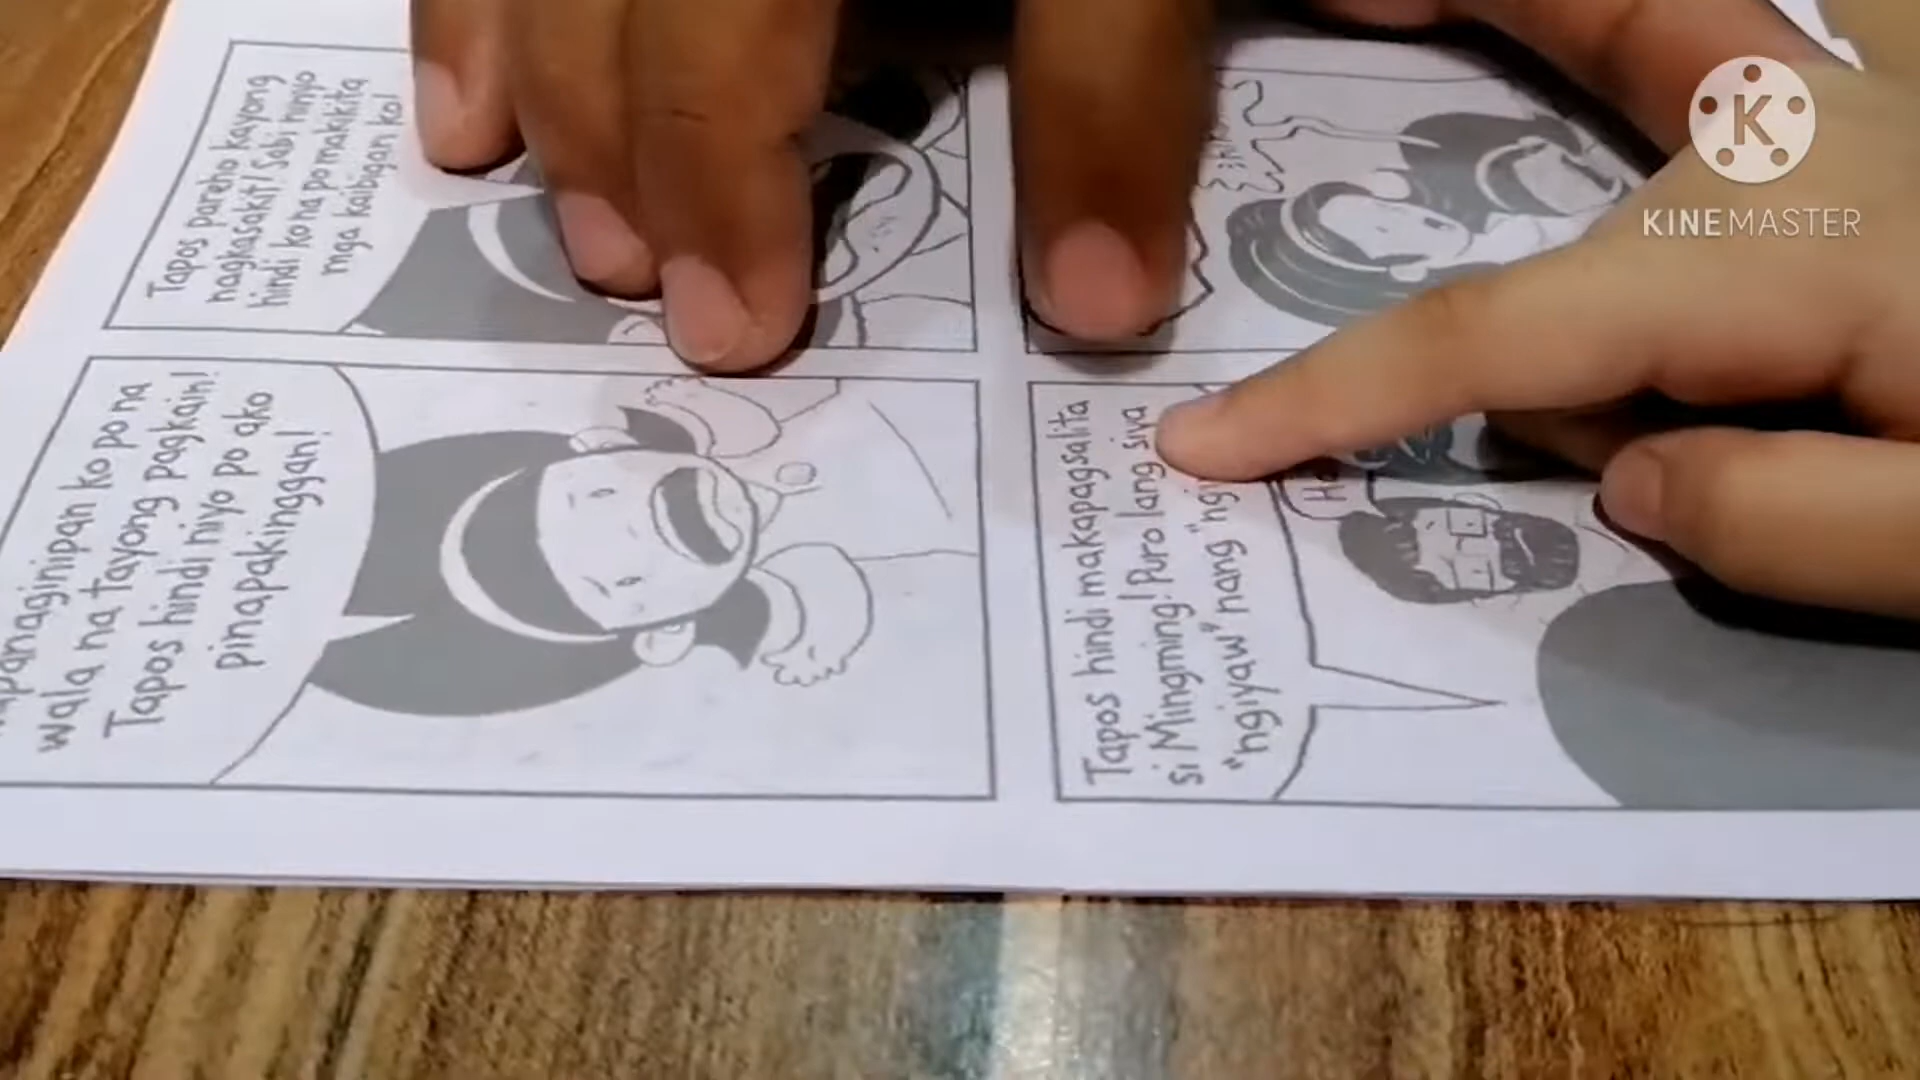 ko po na
wala na tayong pagkain!
Tapos hindi niyo po ako
pinapakinggan!
Tapos pareho kayong
nagkasakit! Sabi ninyo
hindi ko na po makikita
mga kaibigan ko!
Tapos hindi makapagsalita
si Mingming! Puro lang siya
"ngiyaw" nang
KINEMASTER